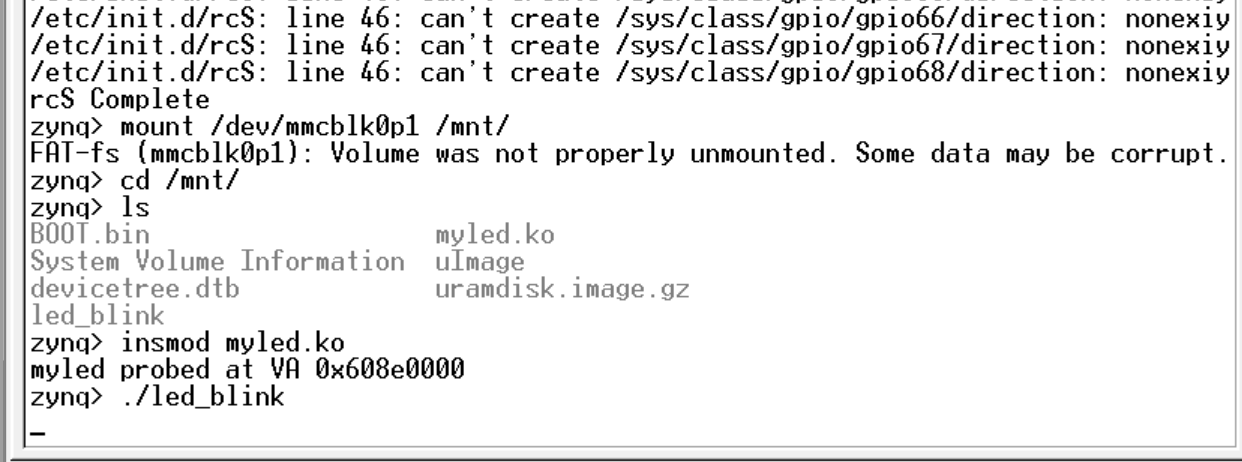 /etc/init.d/rcS: line 46: can't create /sys/class/gpio/gpio66/direction: nonexiy
/etc/init.d/rcS: line 46: can't create /sys/class/gpio/gpio67/direction: nonexiy
/etc/init.d/rcS: line 46: can't create /sys/class/gpio/gpio68/direction: nonexiy
rcS Complete
zynq> mount /dev/mmcblk0p1 /mnt/
FAT-fs (mmcblk0p1): Volume was not properly unmounted. Some data may be corrupt.
zynq> cd /mnt/
zynq> ls
BOOT.bin myled.ko
System Volume Information uImage
devicetree.dtb uramdisk.image.gz
led_blink
zynq> insmod myled.ko
myled probed at VA 0x608e0000
zynq> ./led_blink